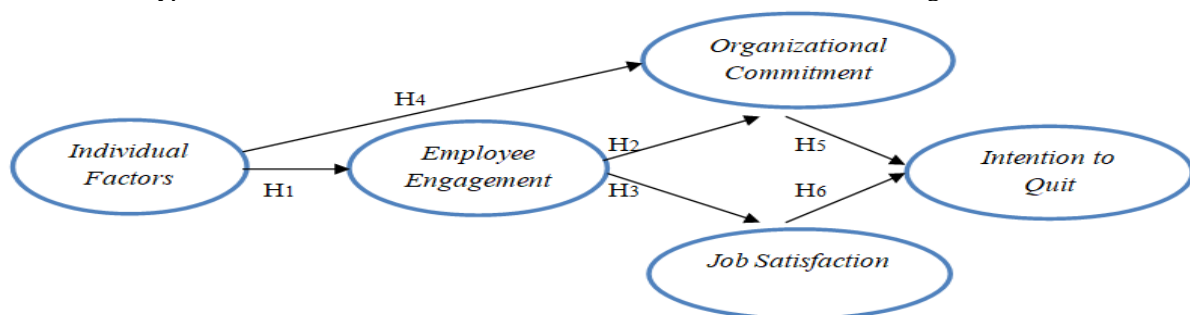 Organizational
Commitment
H4
Individual
Factors
H1
Employee
Engagement
H2
H3
H5
H6
Intention to
Quit
Job Satisfaction